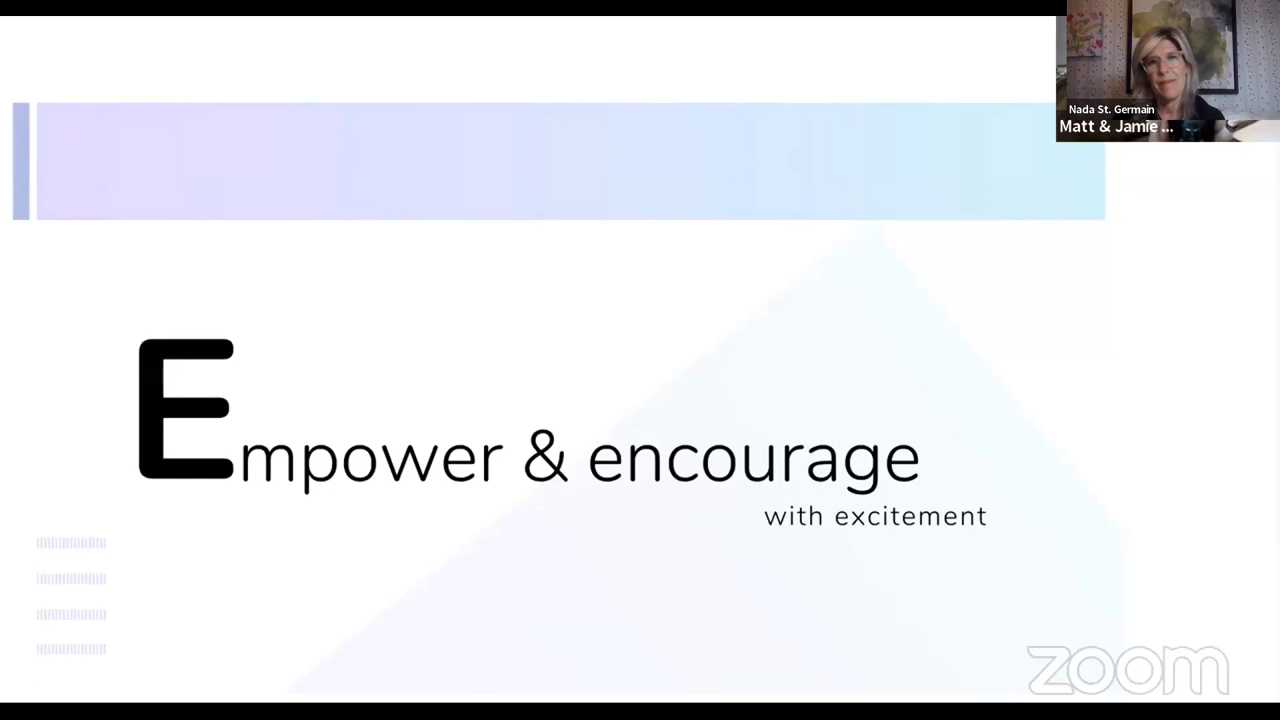 Nada St. Germain
Matt & Jamie ...
Empower & encourage
with excitement
zoom